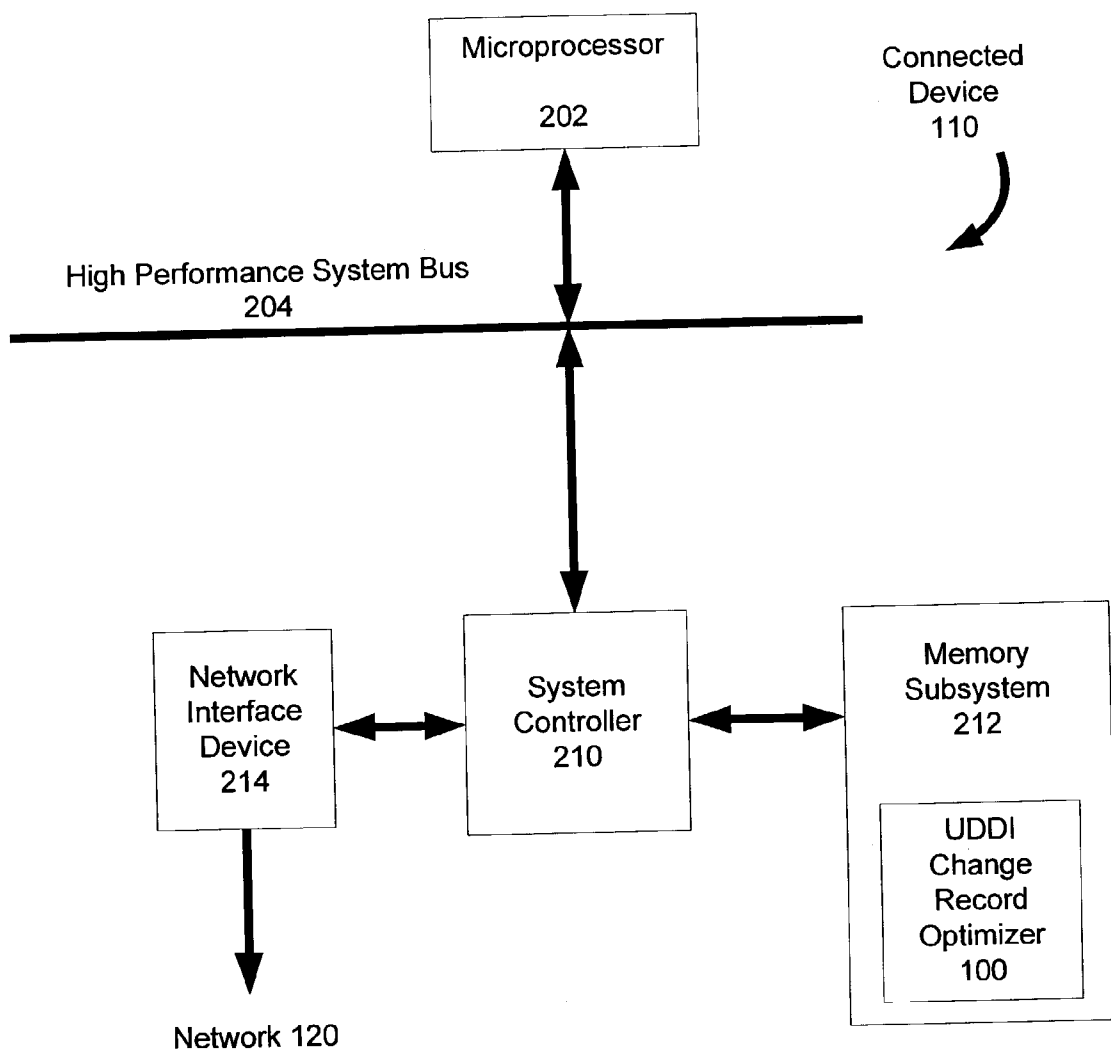 Microprocessor
202
Connected
Device
110
High Performance System Bus
204
Network
Interface
Device
214
System
Controller
210
Memory
Subsystem
212
UDDI
Change
Record
Optimizer
100
Network 120